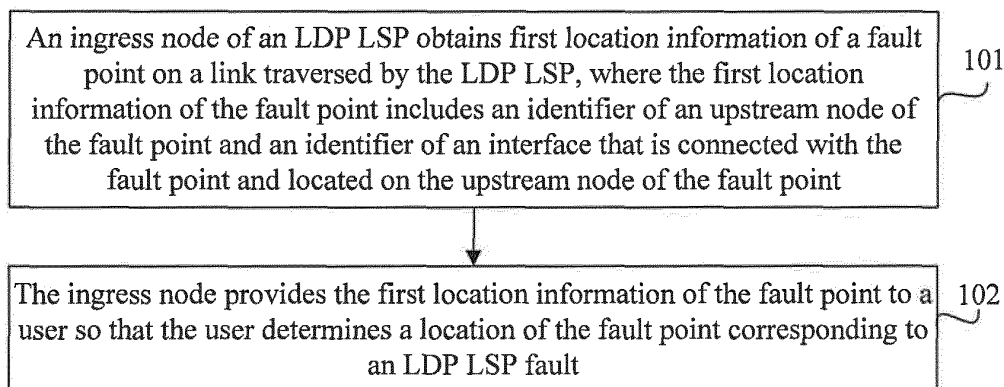 An ingress node of an LDP LSP obtains first location information of a fault
point on a link traversed by the LDP LSP, where the first location
information of the fault point includes an identifier of an upstream node of
the fault point and an identifier of an interface that is connected with the
fault point and located on the upstream node of the fault point
101
The ingress node provides the first location information of the fault point to a
user so that the user determines a location of the fault point corresponding to
an LDP LSP fault
102